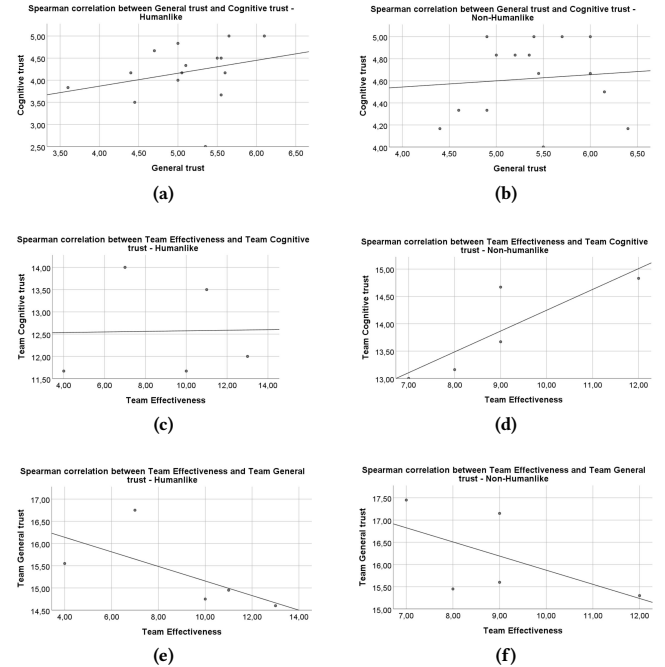 Spearman correlation between General trust and Cognitive trust -
Humanlike
5,00
4,50
4,00
3,50
3,00
2,50
Cognitive trust
3,50 4,00 4,50 5,00 5,50 6,00 6,50
General trust
(a)
Spearman correlation between General trust and Cognitive trust -
Non-Humanlike
5,00
4,80
4,60
4,40
4,20
4,00
Cognitive trust
4,00 4,50 5,00 5,50 6,00 6,50
General trust
(b)
Spearman correlation between Team Effectiveness and Team Cognitive
trust - Humanlike
14,00
13,50
13,00
12,50
12,00
11,50
Team Cognitive trust
4,00 6,00 8,00 10,00 12,00 14,00
Team Effectiveness
(c)
Spearman correlation between Team Effectiveness and Team Cognitive
trust - Non-humanlike
15,00
14,50
14,00
13,50
13,00
Team Cognitive trust
7,00 8,00 9,00 10,00 11,00 12,00
Team Effectiveness
(d)
Spearman correlation between Team Effectiveness and Team General
trust - Humanlike
17,00
16,50
16,00
15,50
15,00
14,50
Team General trust
4,00 6,00 8,00 10,00 12,00 14,00
Team Effectiveness
(e)
Spearman correlation between Team Effectiveness and Team General
trust - Non-Humanlike
17,50
17,00
16,50
16,00
15,50
15,00
Team General trust
7,00 8,00 9,00 10,00 11,00 12,00
Team Effectiveness
(f)